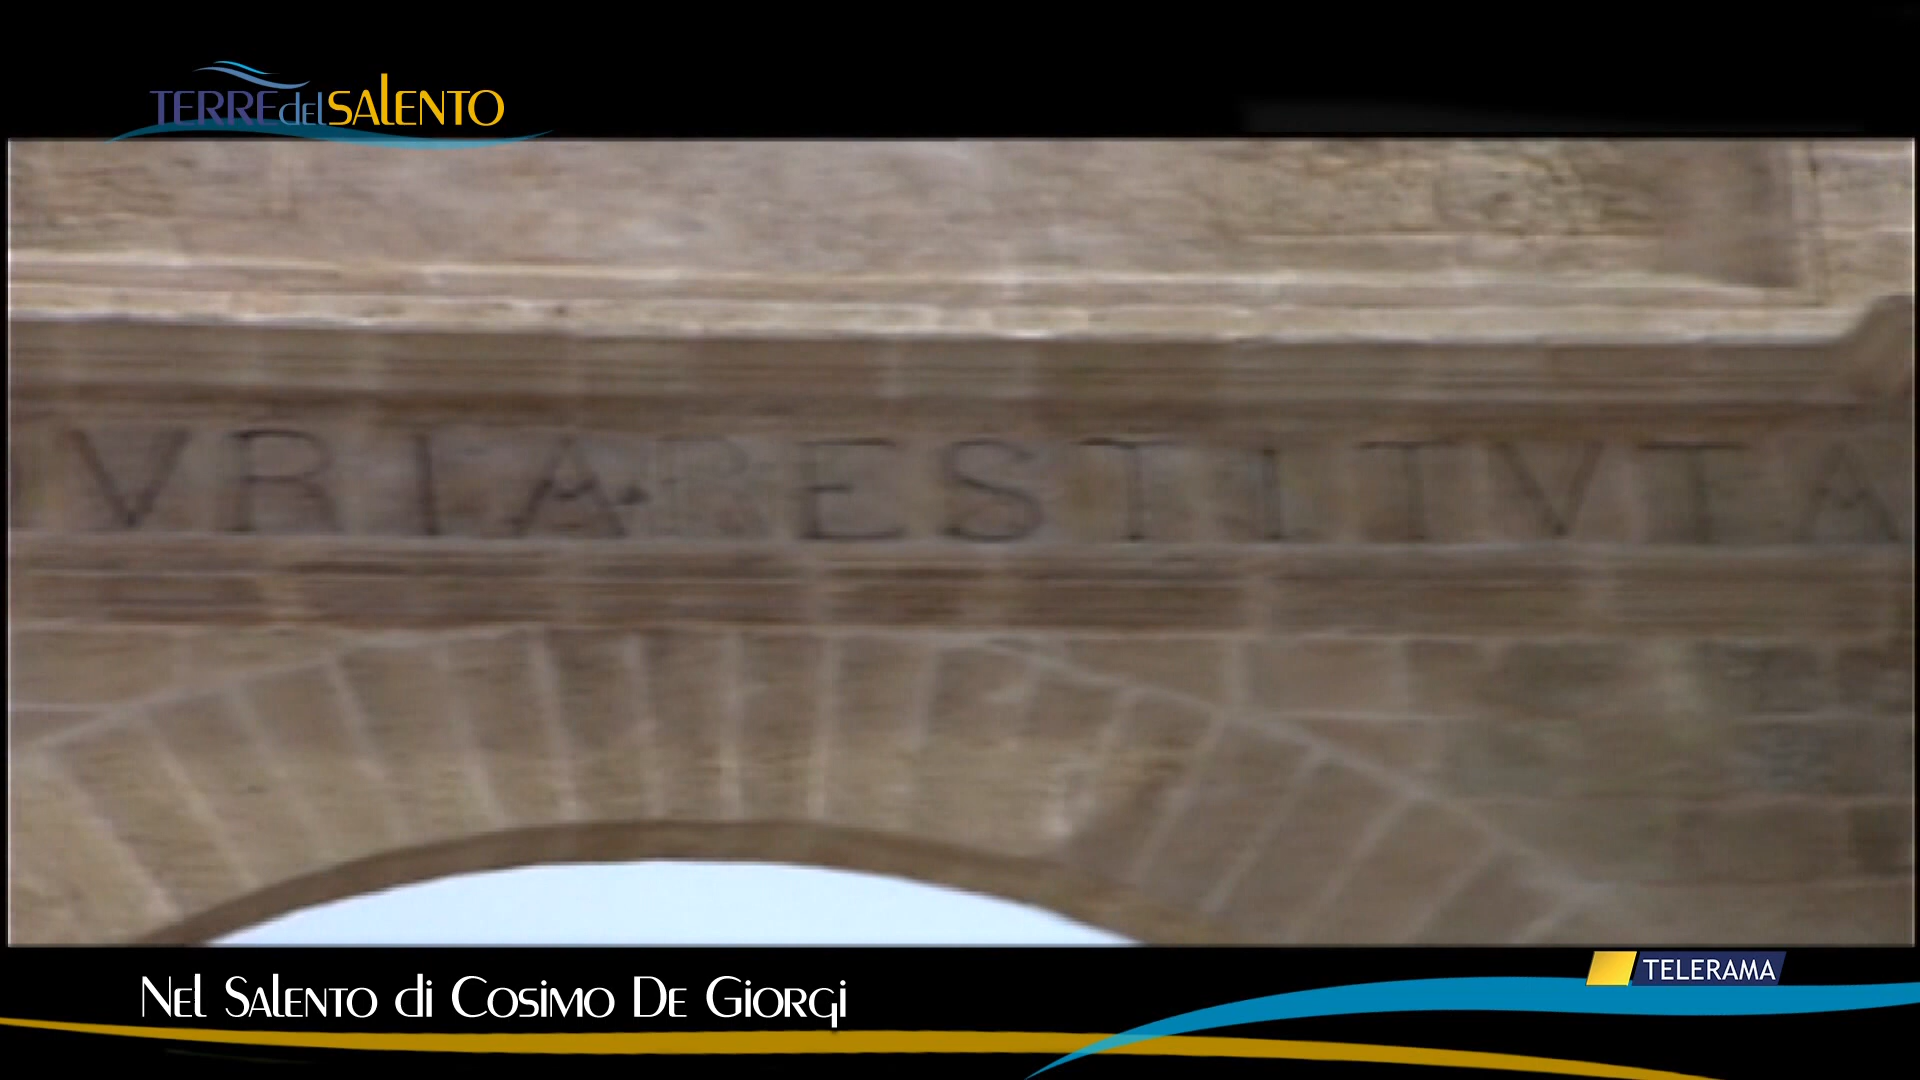 TERRE del SALENTO
VRIA RESTITVTA
Nel Salento di Cosimo De Giorgi
TELERAMA